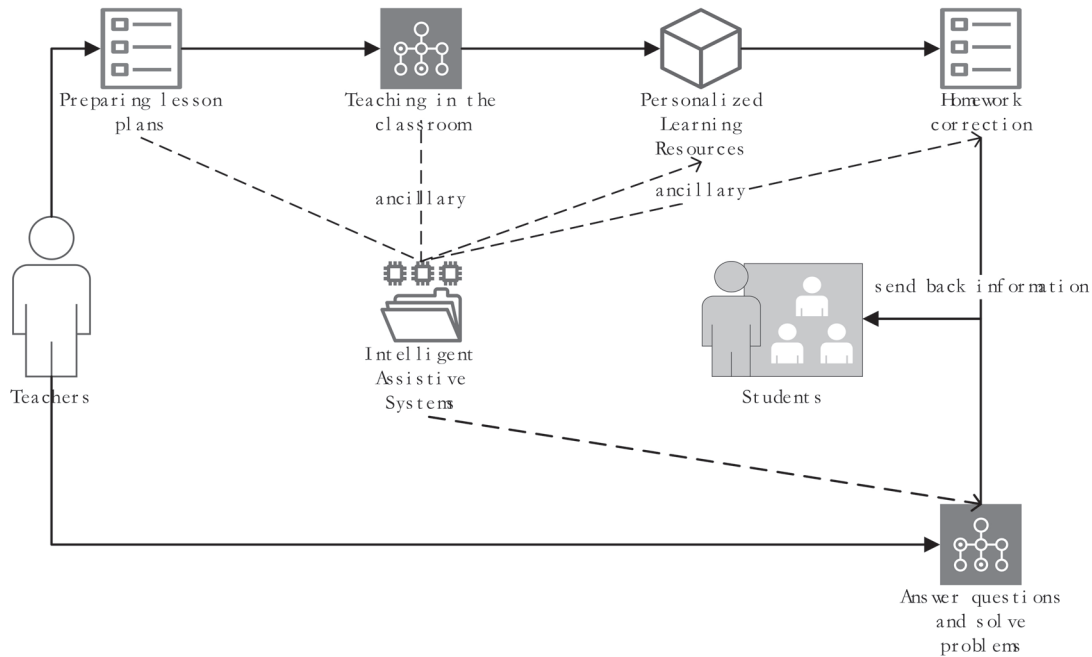 Preparing lesson
plans
Teaching in the
classroom
Personalized
Learning
Resources
Homework
correction
ancillary
ancillary
send back information
Teachers
Intelligent
Assistive
Systems
Students
Answer questions
and solve
problems